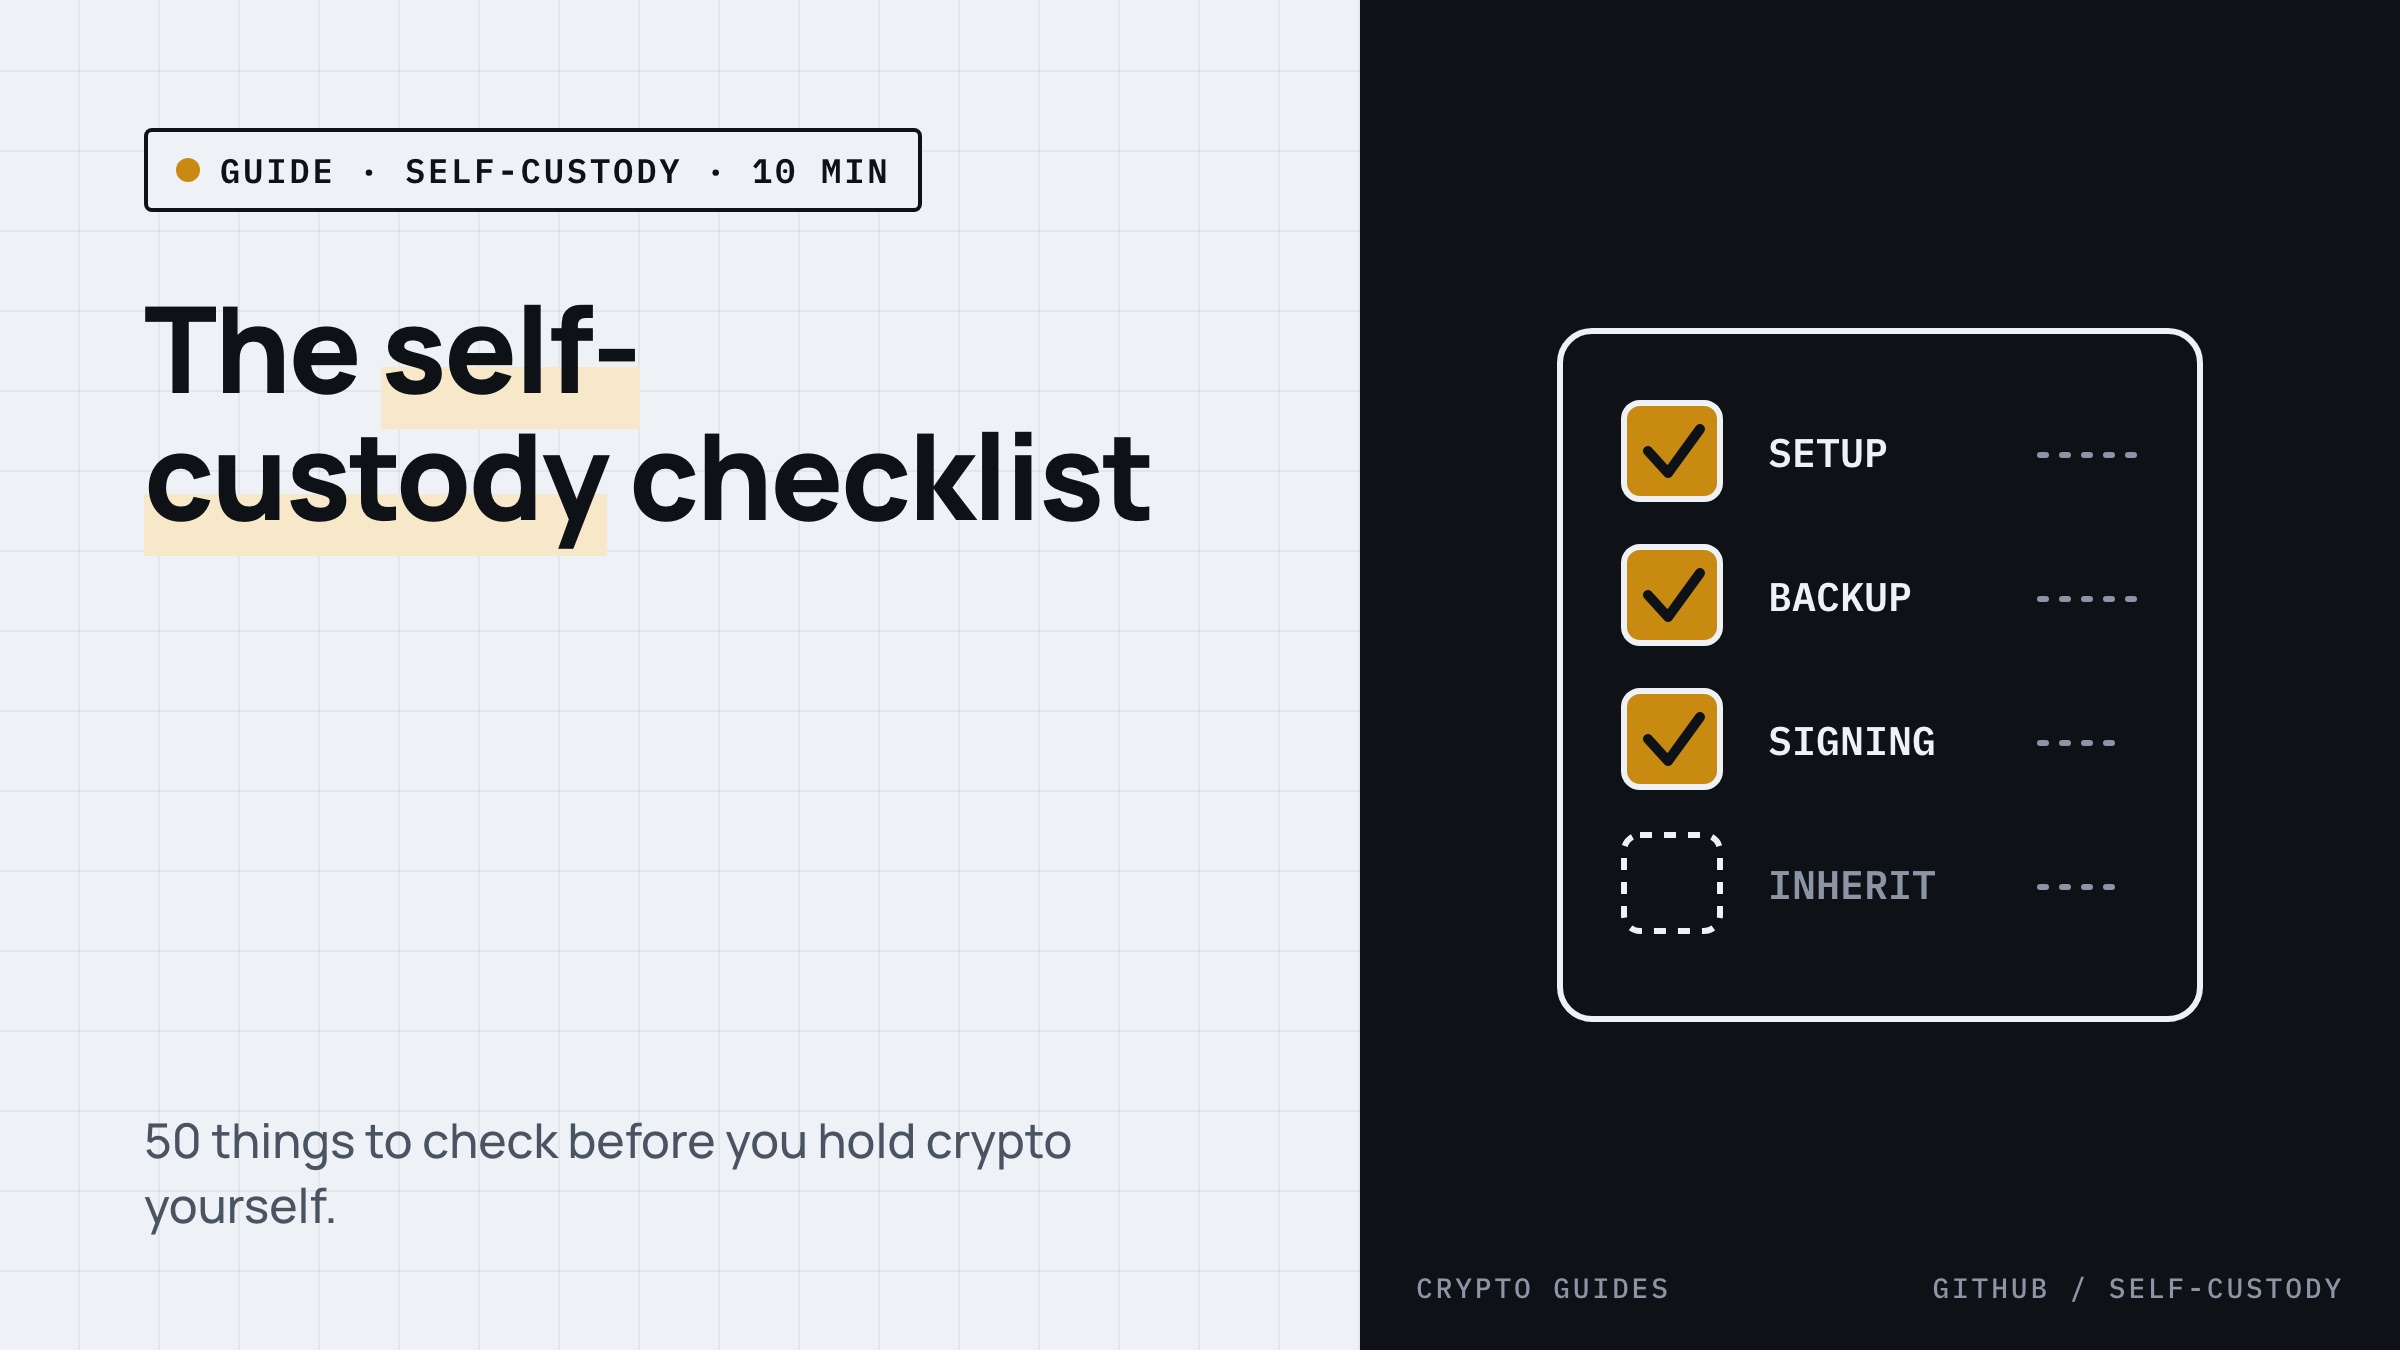 GUIDE · SELF-CUSTODY · 10 MIN
The self-
custody checklist
50 things to check before you hold crypto
yourself.
SETUP
BACKUP
SIGNING
INHERIT
CRYPTO GUIDES
GITHUB / SELF-CUSTODY